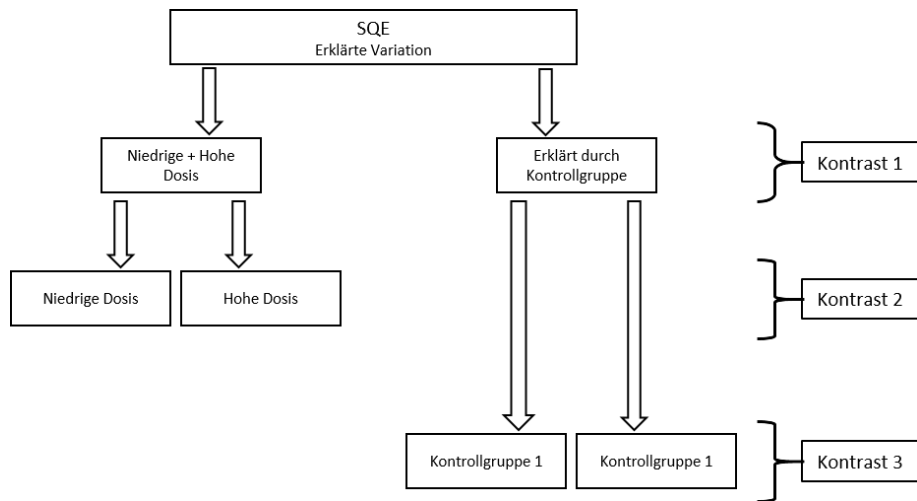 SQE
Erklärte Variation
Niedrige + Hohe
Dosis
Erklärt durch
Kontrollgruppe
Kontrast 1
Niedrige Dosis
Hohe Dosis
Kontrast 2
Kontrollgruppe 1
Kontrollgruppe 1
Kontrast 3